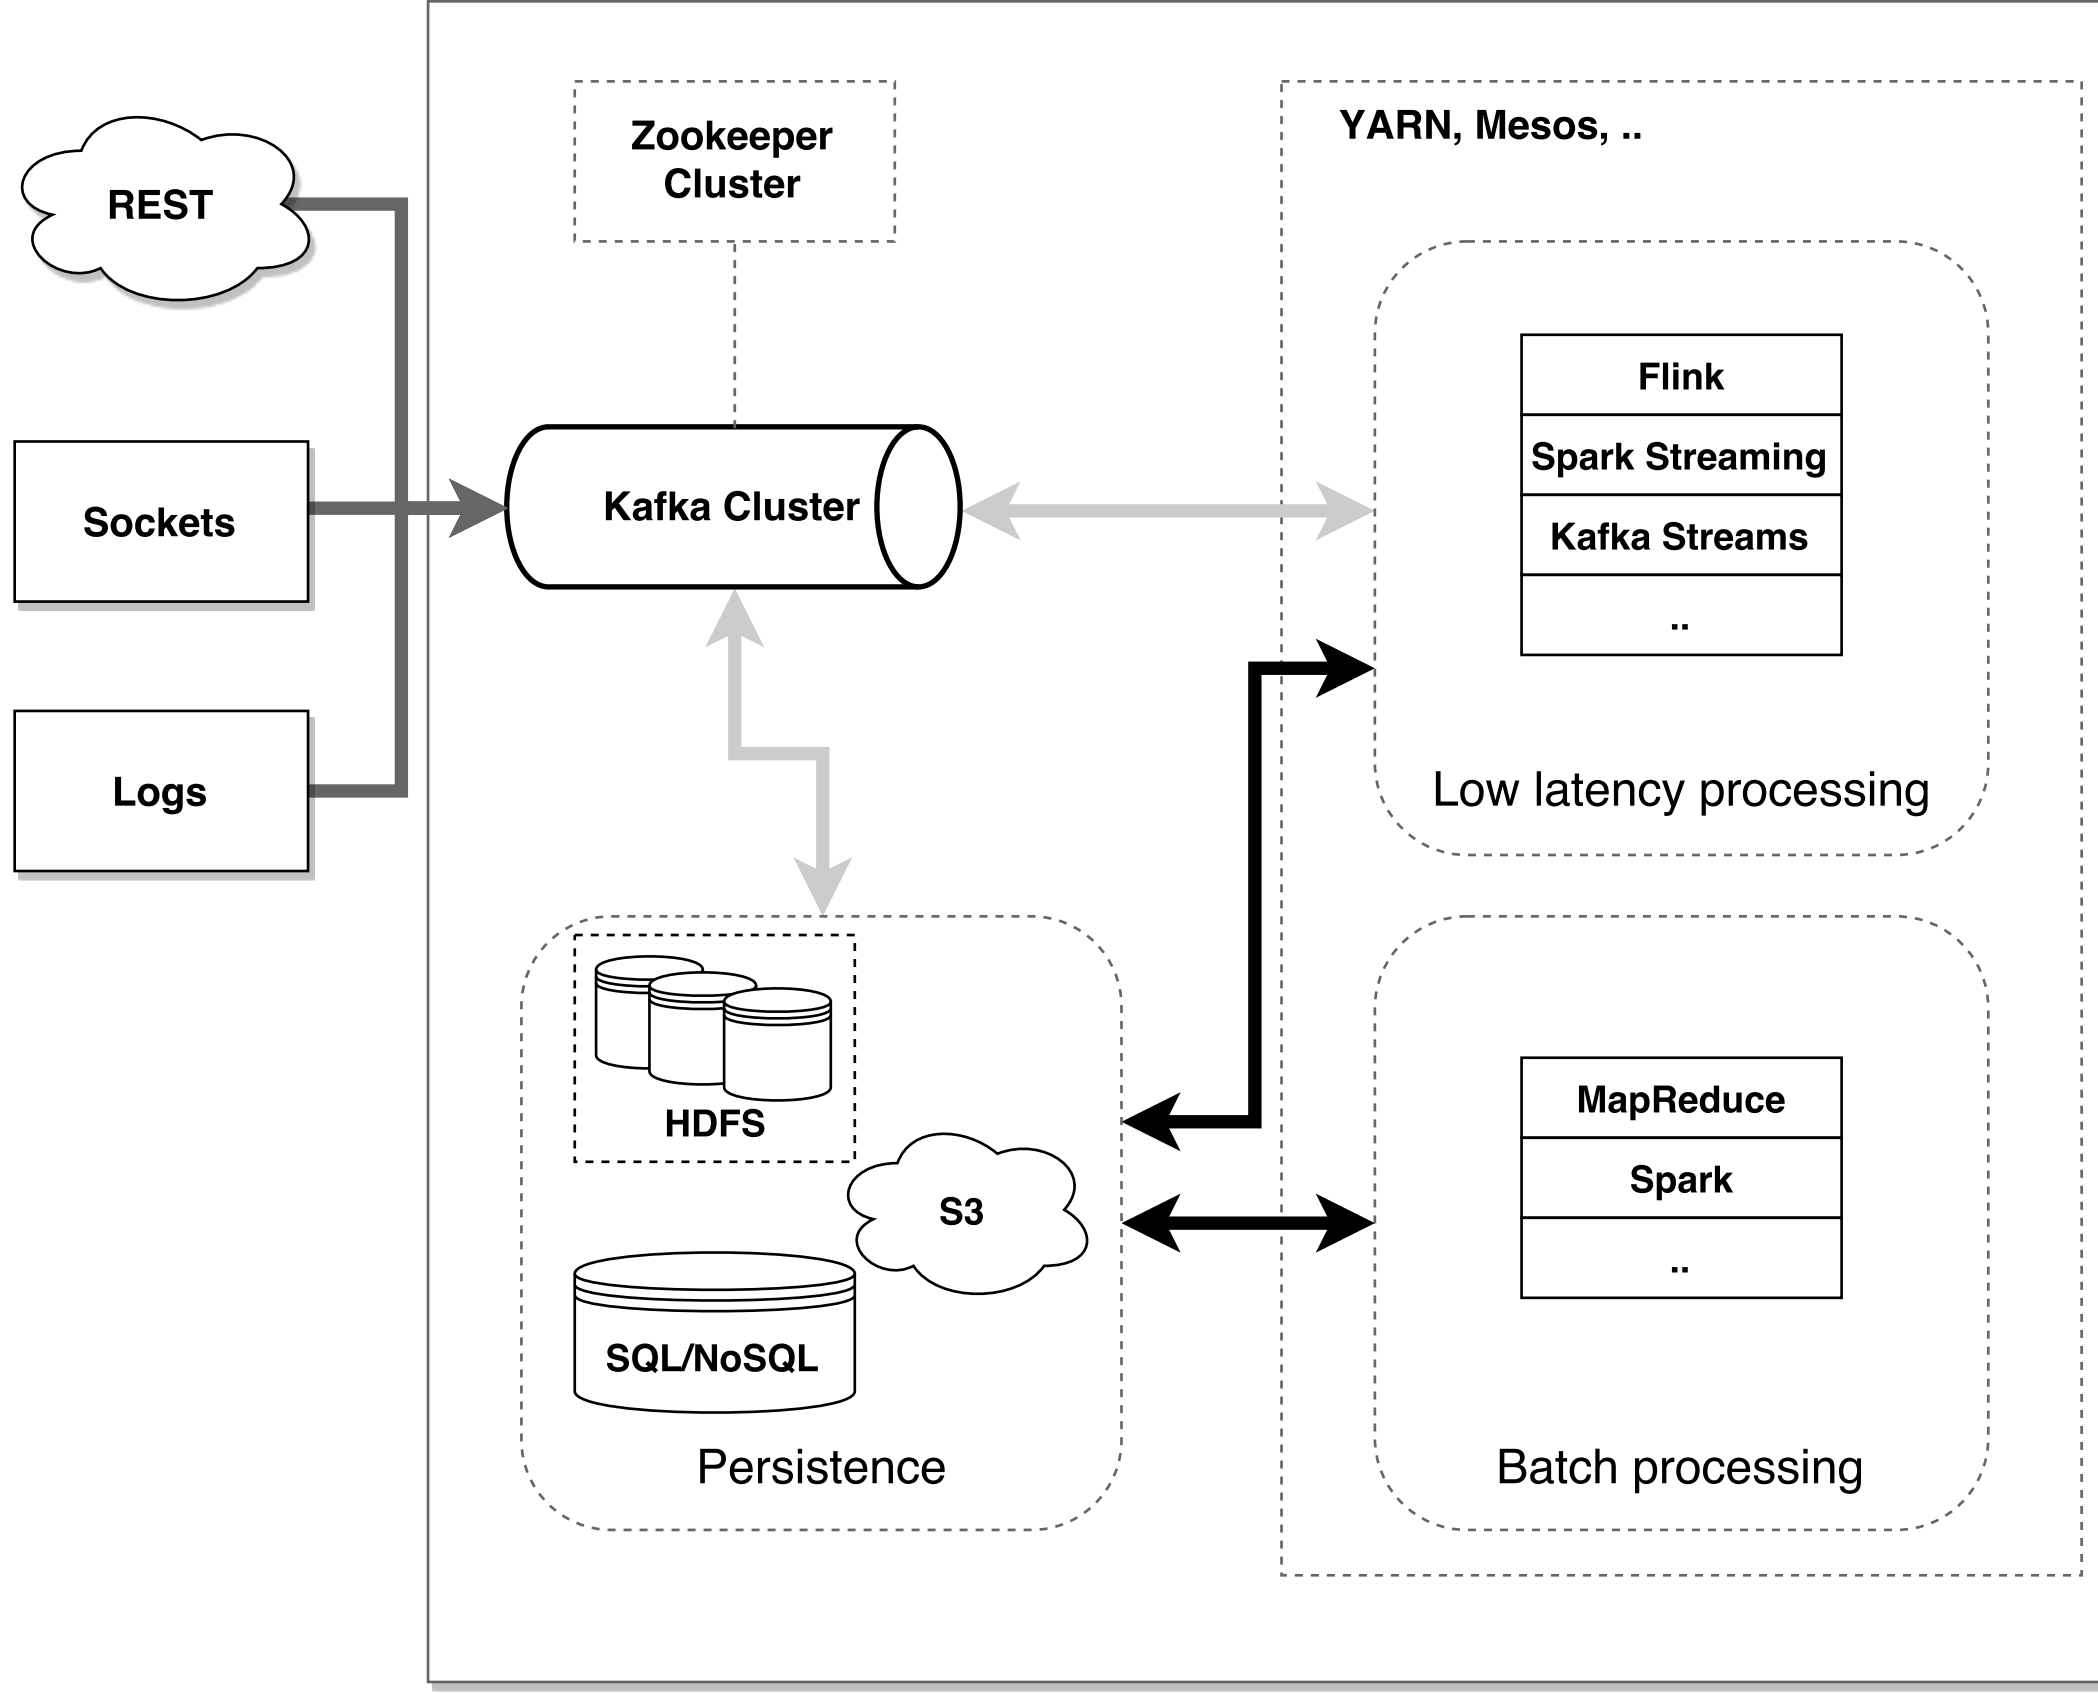 REST
Sockets
Logs
Zookeeper
Cluster
Kafka Cluster
YARN, Mesos, ..
Flink
Spark Streaming
Kafka Streams
..
Low latency processing
HDFS
S3
SQL/NoSQL
Persistence
MapReduce
Spark
..
Batch processing